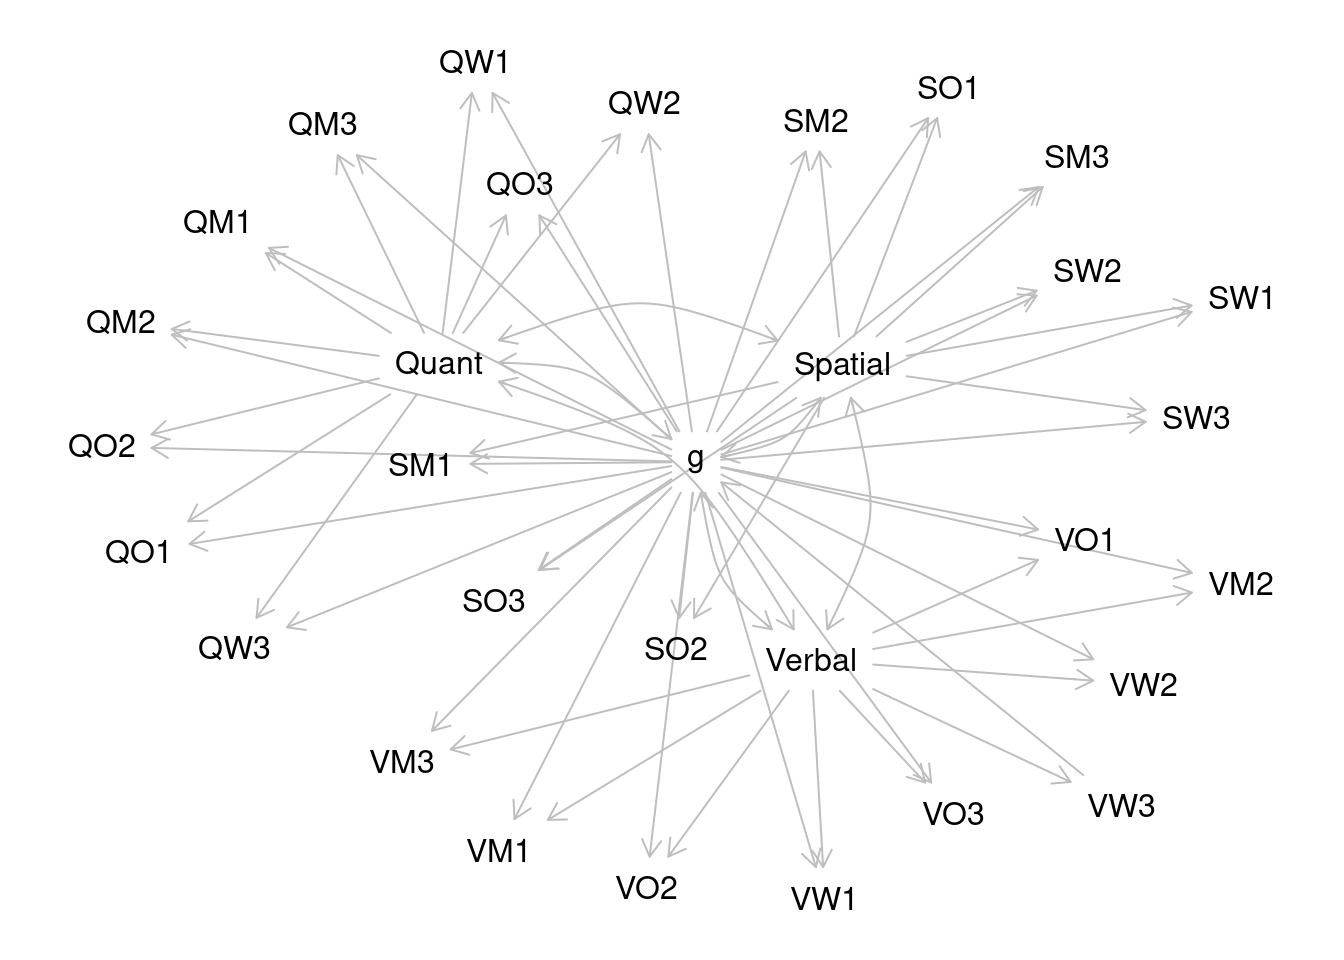 QW1
SO1
QW2
QM3
SM2
SM3
QO3
QM1
SW2
SW1
QM2
Quant
Spatial
SW3
QO2
SM1
g
VO1
QO1
VM2
SO3
QW3
SO2
Verbal
VW2
VM3
VW3
VO3
VM1
VO2
VW1